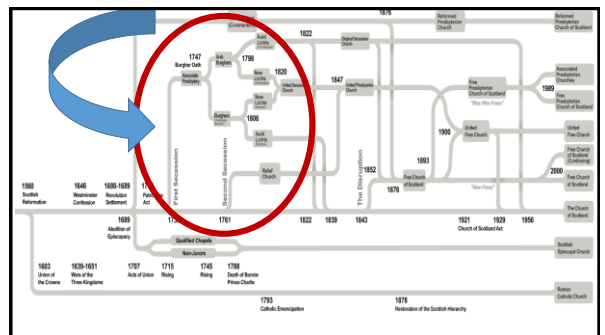 1876
(Covenanters)
Reformed
Presbyterian
Church
Reformed
Presbyterian
Church
1822
Auld
Lichts
Original Secession
Church
1747
Burgher Oath
Anti-
Burghers
1798
Associate
Presbytery
New
Lichts
1820
United Secession
Church
1847
United Presbyterian
Church
Free
Presbyterian
Church of Scotland
"Wee Wee Frees"
Associated
Presbyterian
Churches
1989
Free
Presbyterian
Church of Scotland
New
Lichts
Burghers
1806
Auld
Lichts
1900
United
Free Church
United
Free Church
Free Church
of Scotland
(Continuing)
2000
Free Church
of Scotland
First Secession
Second Secession
Relief
Church
The Disruption
1852
1893
1876
Free Church
of Scotland
"Wee Frees"
1560
Scottish
Reformation
1646
Westminster
Confession
1688-1689
Revolution
Settlement
Act
1689
Abolition of
Episcopacy
1761
1822
1839
1843
1921
Church of Scotland Act
1929
1956
The Church
of Scotland
Qualified Chapels
Non-Jurors
Scottish
Episcopal Church
1603
Union of
the Crowns
1639-1651
Wars of the
Three Kingdoms
1707
Acts of Union
1715
Rising
1745
Rising
1788
Death of Bonnie
Prince Charlie
1793
Catholic Emancipation
1878
Restoration of the Scottish Hierarchy
Roman
Catholic Church